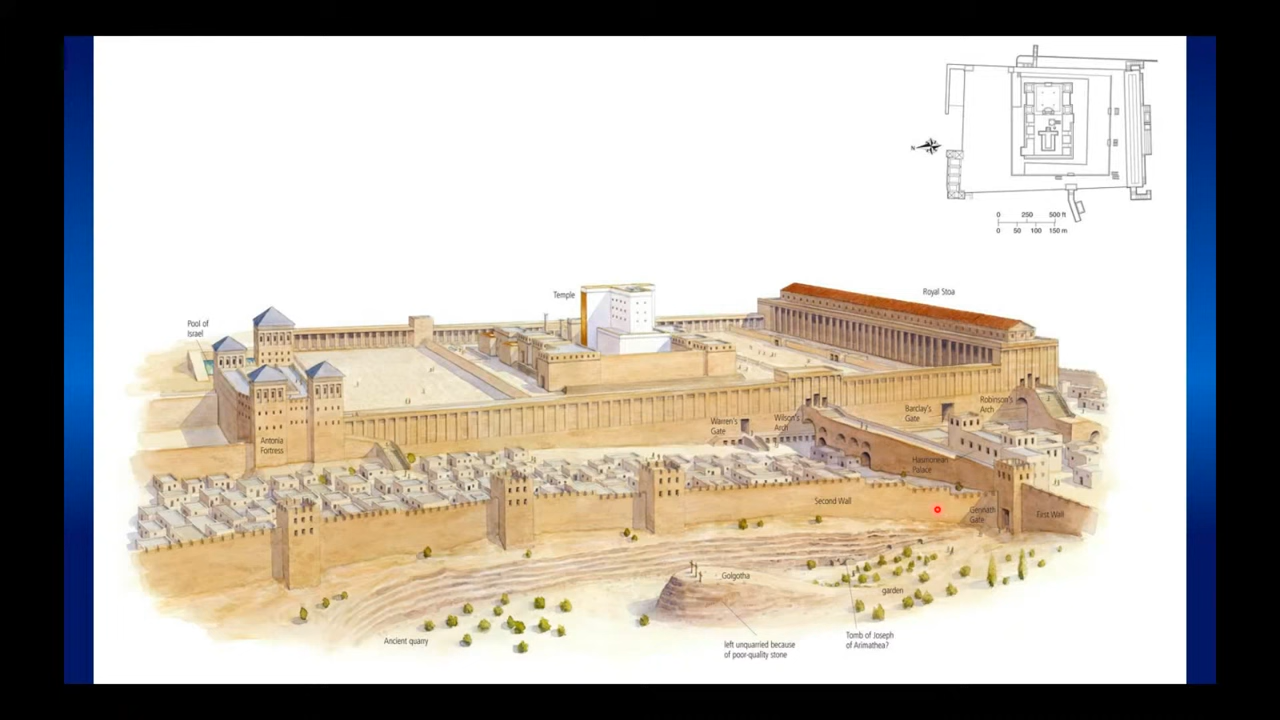 N
0 250 500 ft
0 50 100 150 m
Temple
Royal Stoa
Pool of
Israel
Antonia
Fortress
Warren's
Gate
Wilson's
Arch
Barclay's
Gate
Robinson's
Arch
Hasmonean
Palace
Second Wall
Gennath
Gate
First Wall
Golgotha
garden
Ancient quarry
left unquarried because
of poor-quality stone
Tomb of Joseph
of Arimathea?